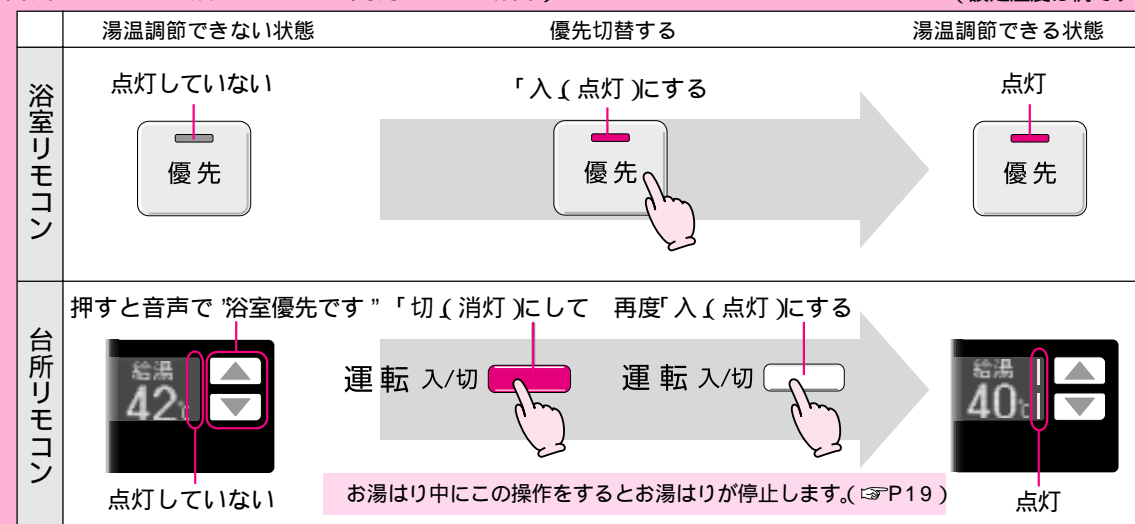 湯温調節できない状態 優先切替する 湯温調節できる状態
浴室リモコン
点灯していない 「入(点灯)にする 点灯
優先 優先 優先
台所リモコン
押すと音声で"浴室優先です" 「切(消灯)にして 再度「入(点灯)にする
給湯 42℃ 運転 入/切 運転 入/切 給湯 40℃
点灯していない お湯はり中にこの操作をするとお湯はりが停止します。(☞P19) 点灯